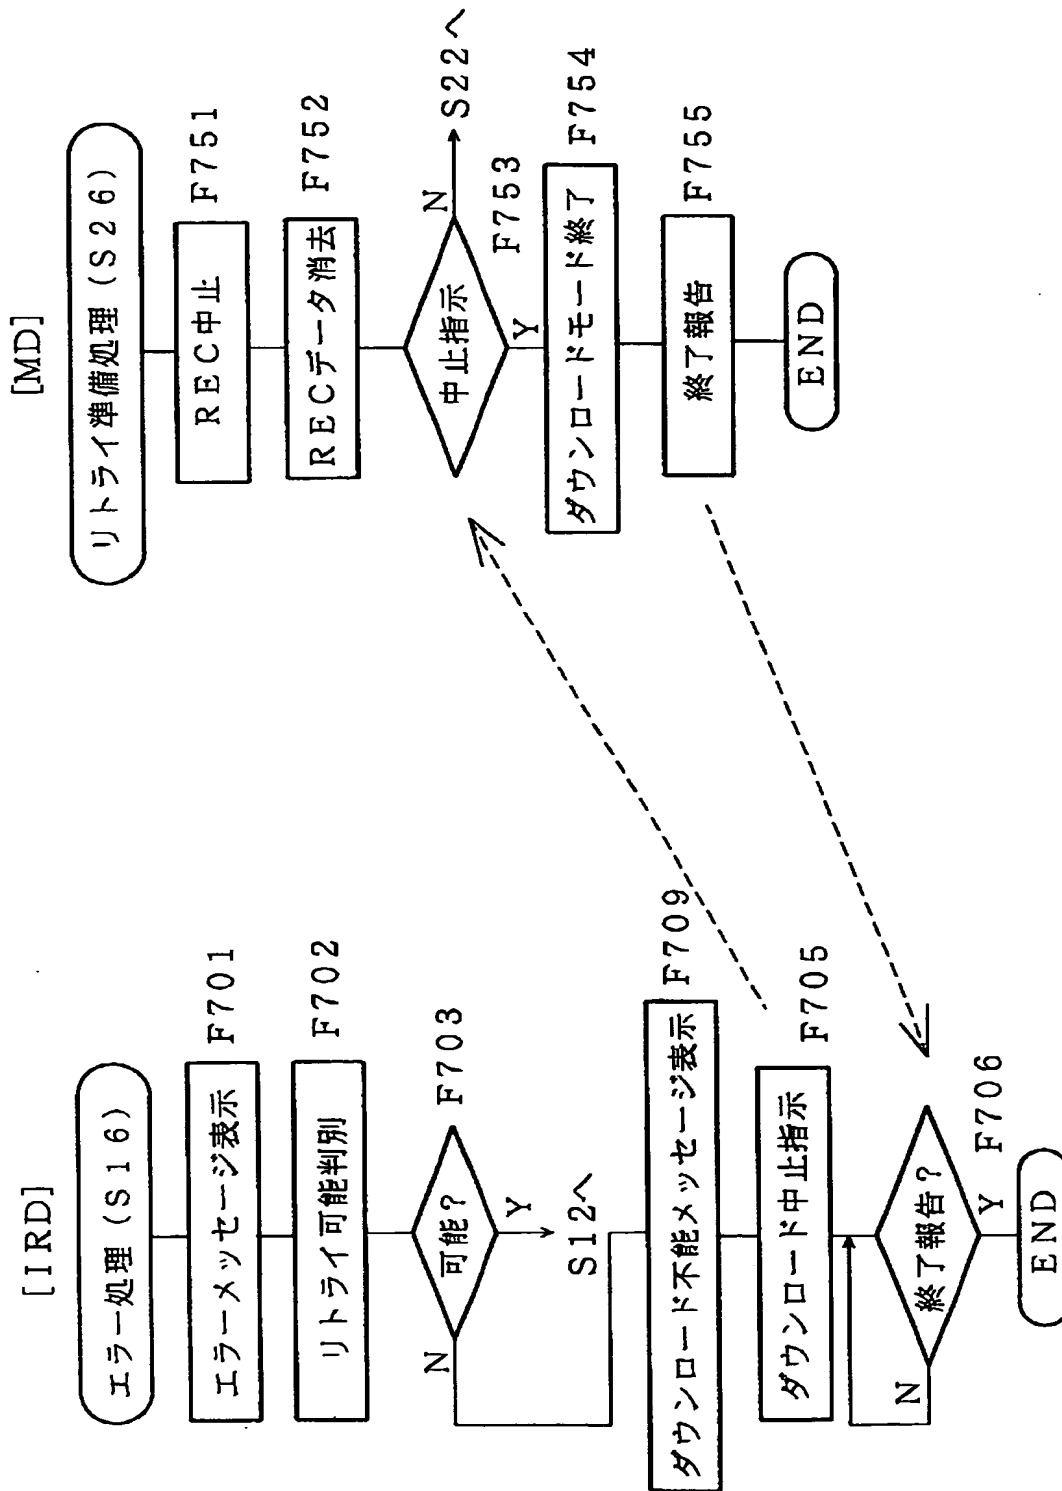 [IRD]
エラー処理(S16)
エラーメッセージ表示
F701
リトライ可能判別
F702
可能?
F703
N
Y
S12へ
ダウンロード不能メッセージ表示
F709
ダウンロード中止指示
F705
終了報告?
F706
N
Y
END
[MD]
リトライ準備処理(S26)
REC中止
F751
RECデータ消去
F752
中止指示
F753
N
S22へ
Y
ダウンロードモード終了
F754
終了報告
F755
END